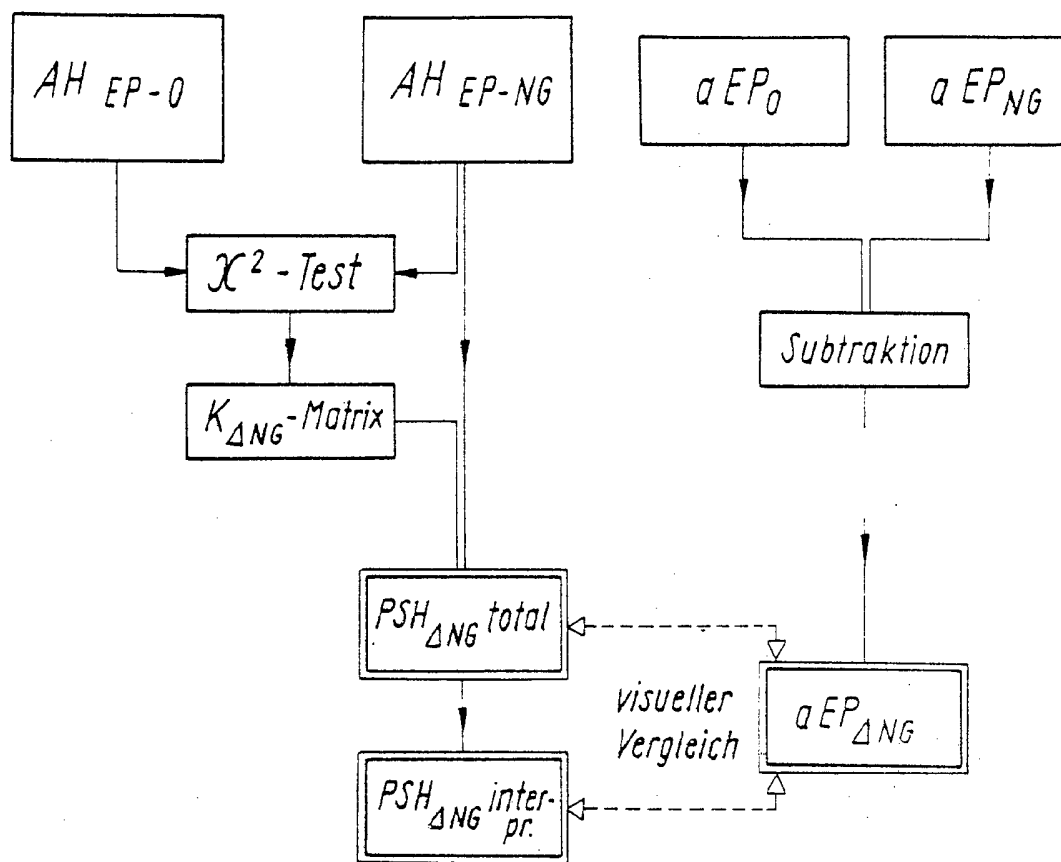 AH EP-0
AH EP-NG
a EP0
a EPNG
χ² - Test
Subtraktion
KΔNG-Matrix
PSHΔNG total
visueller
Vergleich
a EPΔNG
PSHΔNG inter-
pr.